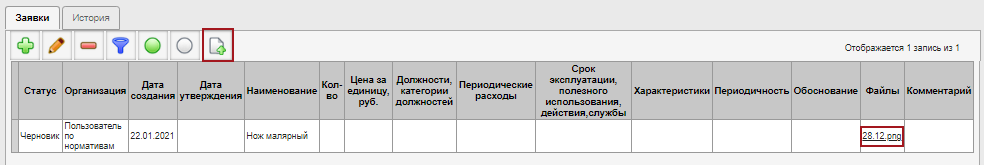 Заявки
История
Отображается 1 запись из 1
Статус
Организация
Дата
создания
Дата
утверждения
Наименование
Кол-
во
Цена за
единицу,
руб.
Должности,
категории
должностей
Периодические
расходы
Срок
эксплуатации,
полезного
использования,
действия,службы
Характеристики
Периодичность
Обоснование
Файлы
Комментарий
Черновик
Пользователь
по
нормативам
22.01.2021
Нож малярный
28.12.png